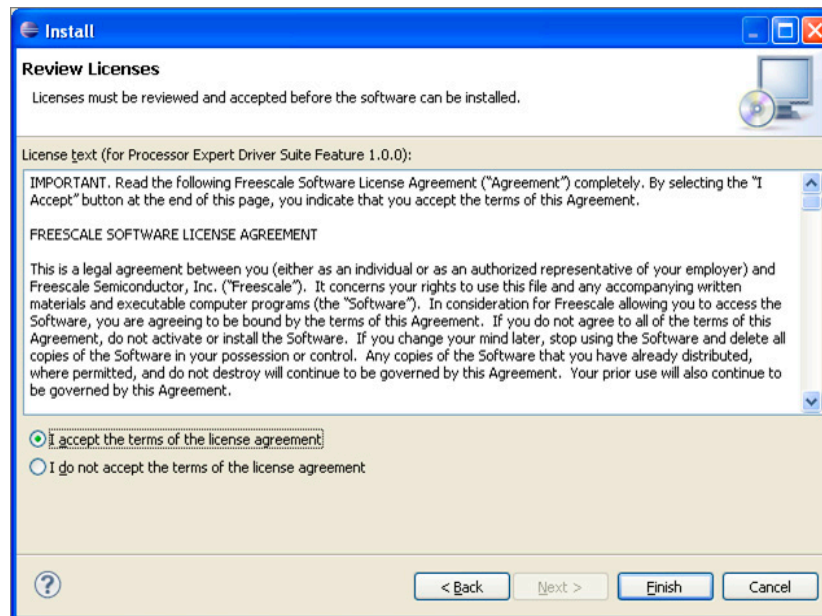 Install
Review Licenses
Licenses must be reviewed and accepted before the software can be installed.
License text (for Processor Expert Driver Suite Feature 1.0.0):
IMPORTANT. Read the following Freescale Software License Agreement ("Agreement") completely. By selecting the "I
Accept" button at the end of this page, you indicate that you accept the terms of this Agreement.
FREESCALE SOFTWARE LICENSE AGREEMENT
This is a legal agreement between you (either as an individual or as an authorized representative of your employer) and
Freescale Semiconductor, Inc. ("Freescale"). It concerns your rights to use this file and any accompanying written
materials and executable computer programs (the "Software"). In consideration for Freescale allowing you to access the
Software, you are agreeing to be bound by the terms of this Agreement. If you do not agree to all of the terms of this
Agreement, do not activate or install the Software. If you change your mind later, stop using the Software and delete all
copies of the Software in your possession or control. Any copies of the Software that you have already distributed,
where permitted, and do not destroy will continue to be governed by this Agreement. Your prior use will also continue to
be governed by this Agreement.
I accept the terms of the license agreement
I do not accept the terms of the license agreement
? < Back Next > Finish Cancel